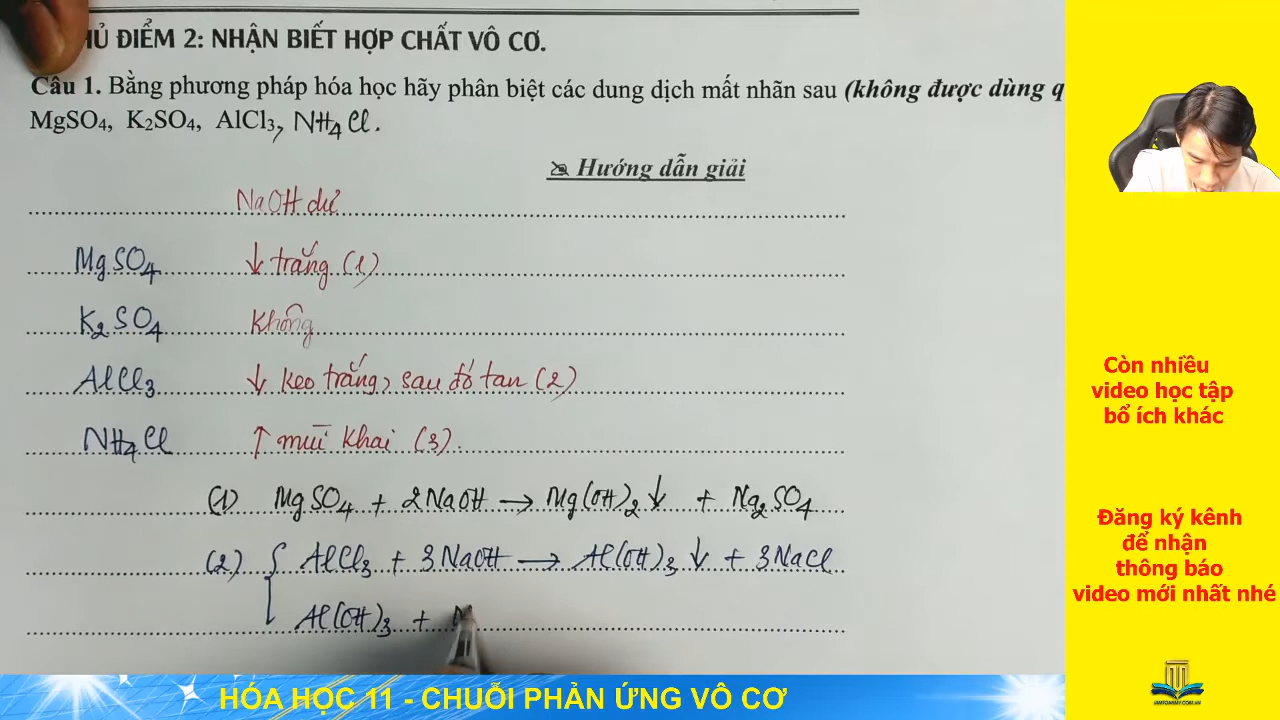 HỦ ĐIỂM 2: NHẬN BIẾT HỢP CHẤT VÔ CƠ.
Câu 1. Bằng phương pháp hóa học hãy phân biệt các dung dịch mất nhãn sau (không được dùng q
MgSO₄, K₂SO₄, AlCl₃, NH₄Cl.
Hướng dẫn giải
NaOH dư
MgSO₄ ↓ trắng (1)
K₂SO₄ Không
AlCl₃ ↓ keo trắng, sau đó tan (2)
NH₄Cl ↑ mùi khai (3).
(1) MgSO₄ + 2NaOH → Mg(OH)₂↓ + Na₂SO₄
(2) { AlCl₃ + 3NaOH → Al(OH)₃↓ + 3NaCl
Al(OH)₃ + N
HÓA HỌC 11 - CHUỖI PHẢN ỨNG VÔ CƠ
Còn nhiều
video học tập
bổ ích khác
Đăng ký kênh
để nhận
thông báo
video mới nhất nhé